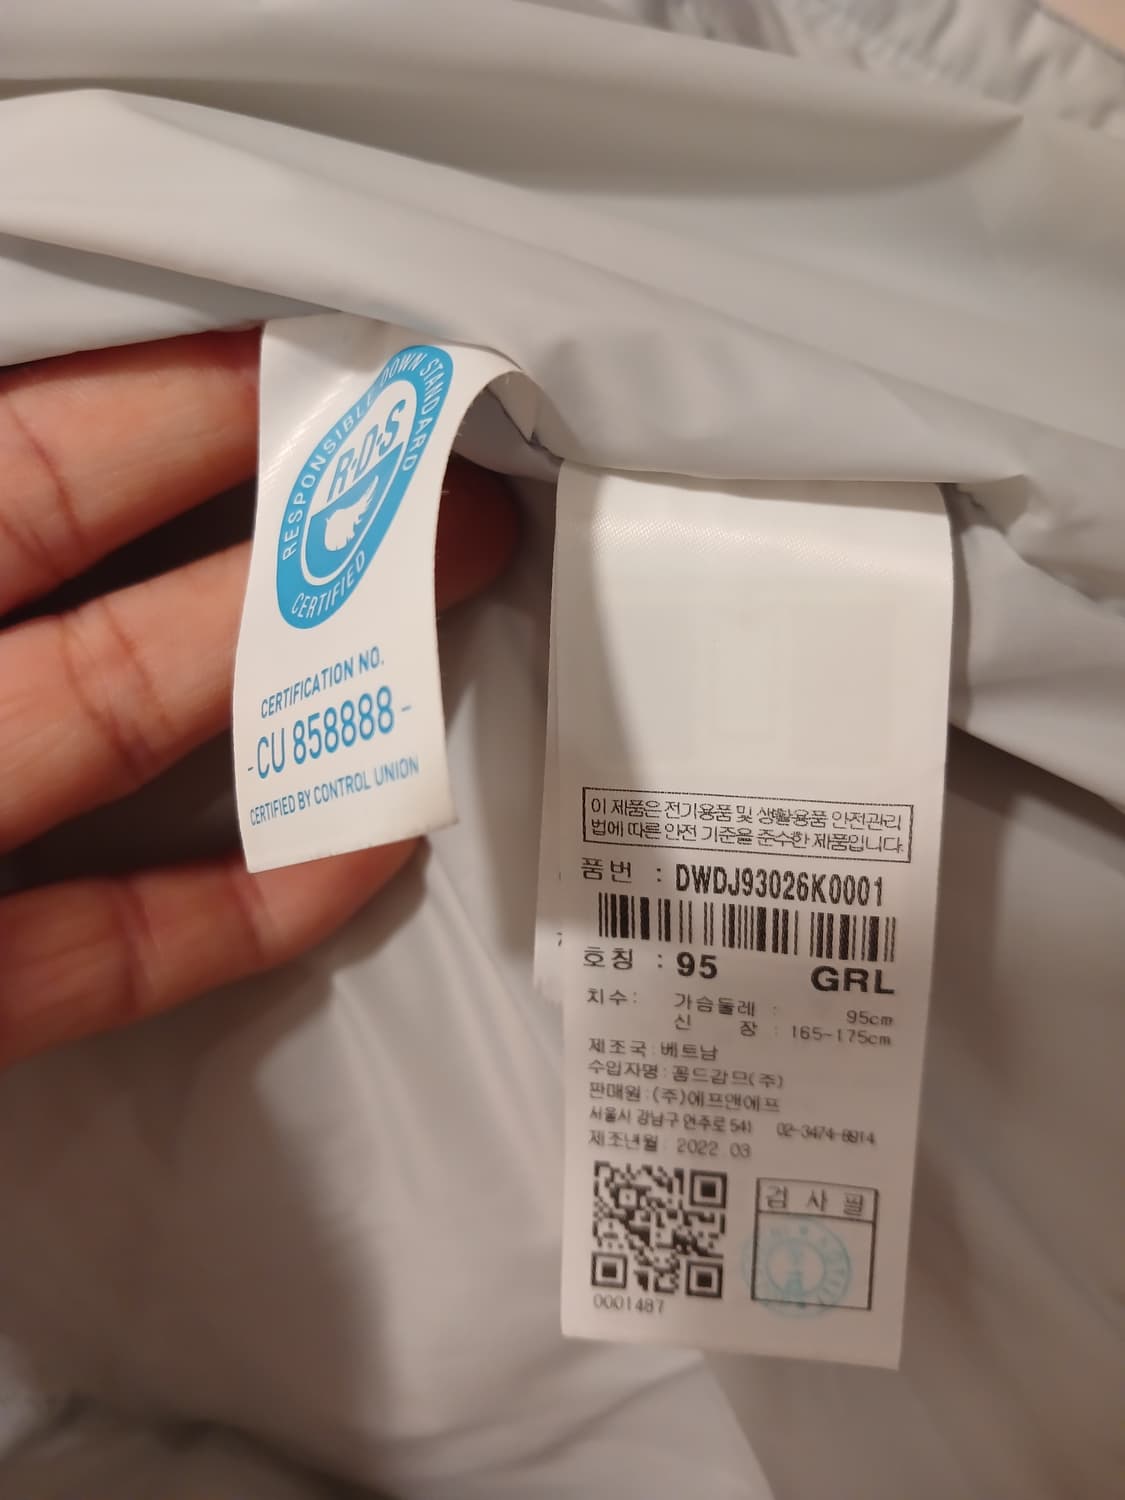 RESPONSIBLE DOWN STANDARD
R·D·S
CERTIFIED
CERTIFICATION NO.
-CU 858888-
CERTIFIED BY CONTROL UNION
이 제품은 전기용품 및 생활용품 안전관리
법에 따른 안전 기준을 준수한 제품입니다.
품번 : DWDJ93026K0001
호칭 : 95 GRL
치수: 가슴둘레 : 95cm
신 장 : 165-175cm
제조국 : 베트남
수입자명 : 꼼드감므(주)
판매원 : (주)에프앤에프
서울시 강남구 언주로 541 02-3474-8914
제조년월 : 2022. 03
검 사 필
0001487